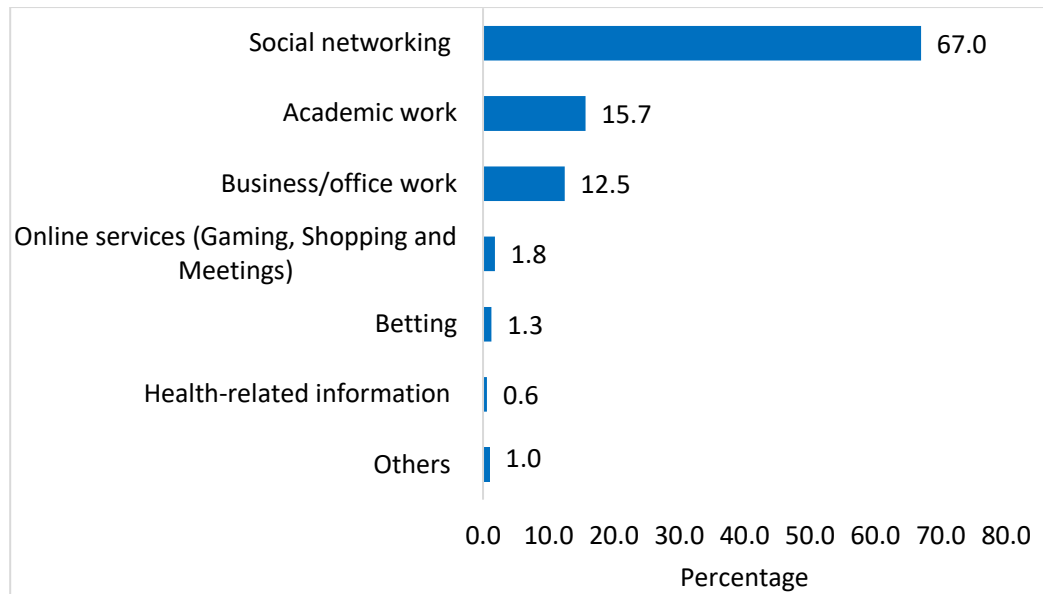 Social networking 67.0
Academic work 15.7
Business/office work 12.5
Online services (Gaming, Shopping and
Meetings) 1.8
Betting 1.3
Health-related information 0.6
Others 1.0
0.0 10.0 20.0 30.0 40.0 50.0 60.0 70.0 80.0
Percentage